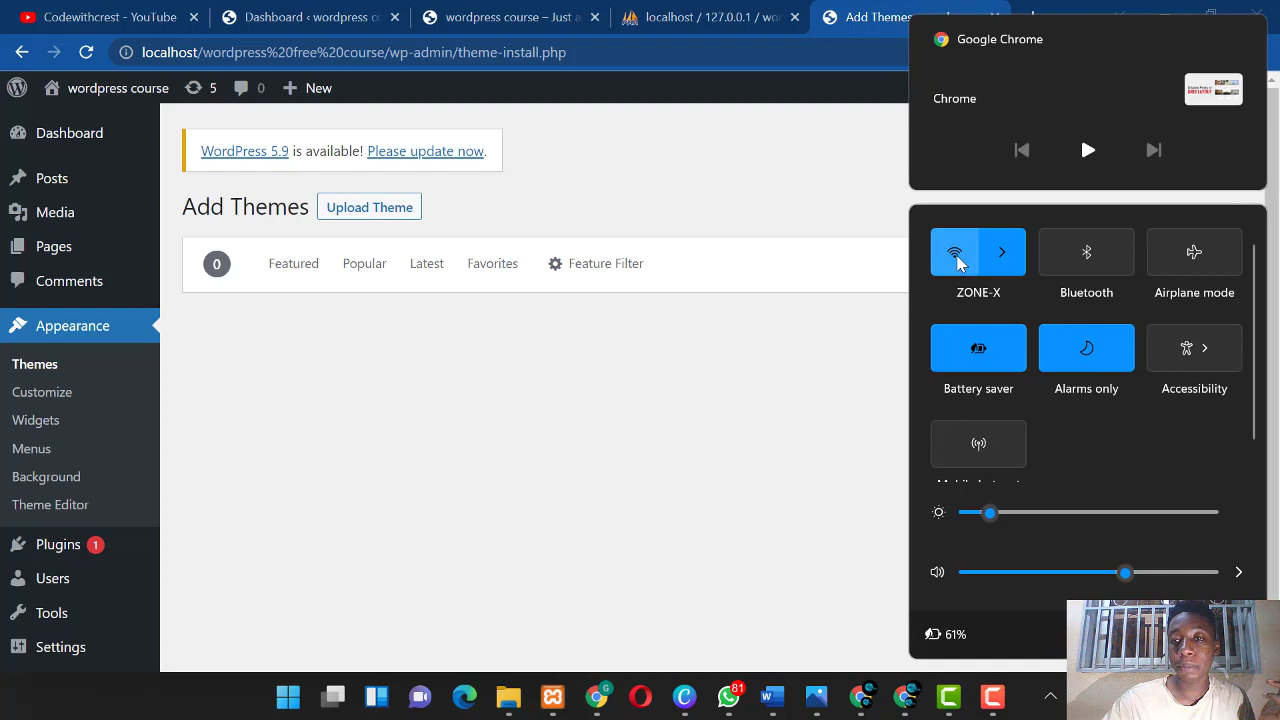 Codewithcrest - YouTube
Dashboard ‹ wordpress co
wordpress course – Just a
localhost / 127.0.0.1 / wo
Add Themes
localhost/wordpress%20free%20course/wp-admin/theme-install.php
wordpress course
5
0
New
Dashboard
Posts
Media
Pages
Comments
Appearance
Themes
Customize
Widgets
Menus
Background
Theme Editor
Plugins 1
Users
Tools
Settings
WordPress 5.9 is available! Please update now.
Add Themes
Upload Theme
0
Featured
Popular
Latest
Favorites
Feature Filter
Google Chrome
Chrome
ZONE-X
Bluetooth
Airplane mode
Battery saver
Alarms only
Accessibility
61%
81